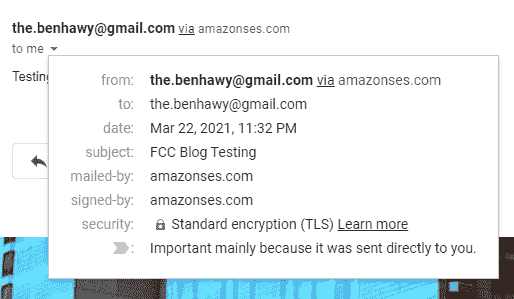 the.benhawy@gmail.com via amazonses.com
to me
Testing
from: the.benhawy@gmail.com via amazonses.com
to: the.benhawy@gmail.com
date: Mar 22, 2021, 11:32 PM
subject: FCC Blog Testing
mailed-by: amazonses.com
signed-by: amazonses.com
security: Standard encryption (TLS) Learn more
: Important mainly because it was sent directly to you.